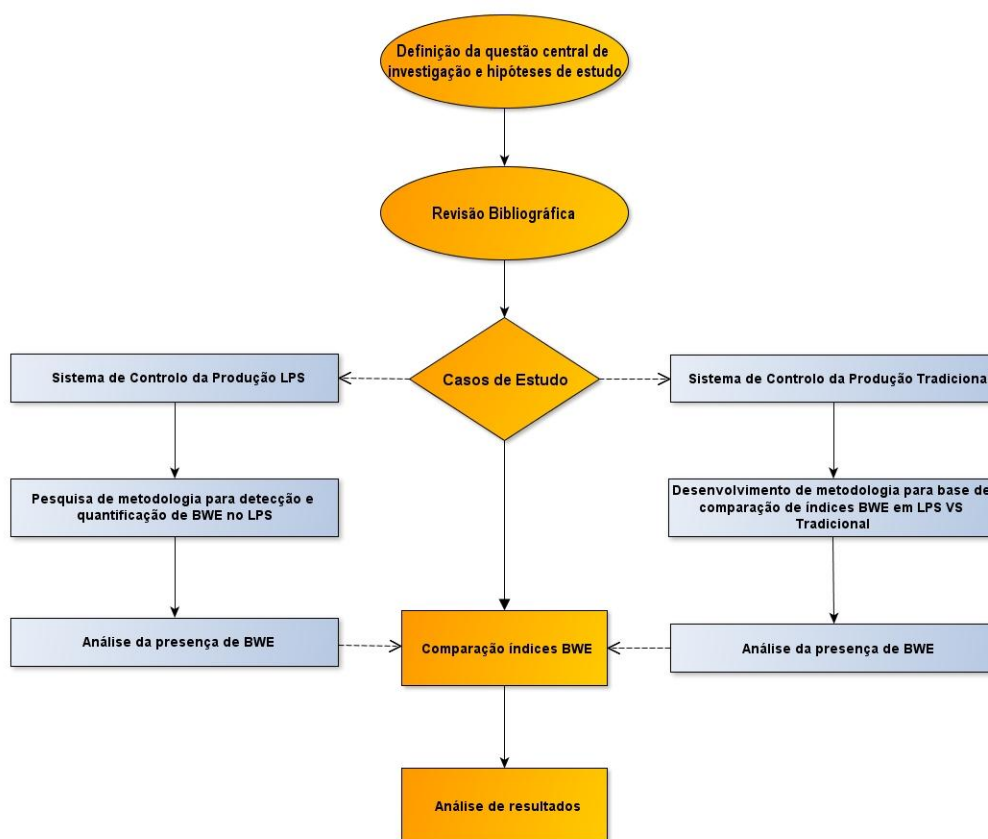 Definição da questão central de
investigação e hipóteses de estudo
Revisão Bibliográfica
Casos de Estudo
Sistema de Controlo da Produção LPS
Sistema de Controlo da Produção Tradiciona
Pesquisa de metodologia para detecção e
quantificação de BWE no LPS
Desenvolvimento de metodologia para base de
comparação de índices BWE em LPS VS
Tradicional
Análise da presença de BWE
Comparação índices BWE
Análise da presença de BWE
Análise de resultados